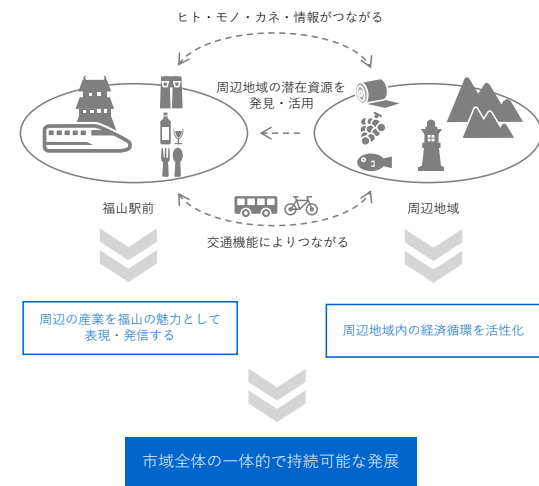 ヒト・モノ・カネ・情報がつながる
周辺地域の潜在資源を
発見・活用
福山駅前
周辺地域
交通機能によりつながる
周辺の産業を福山の魅力として
表現・発信する
周辺地域内の経済循環を活性化
市域全体の一体的で持続可能な発展